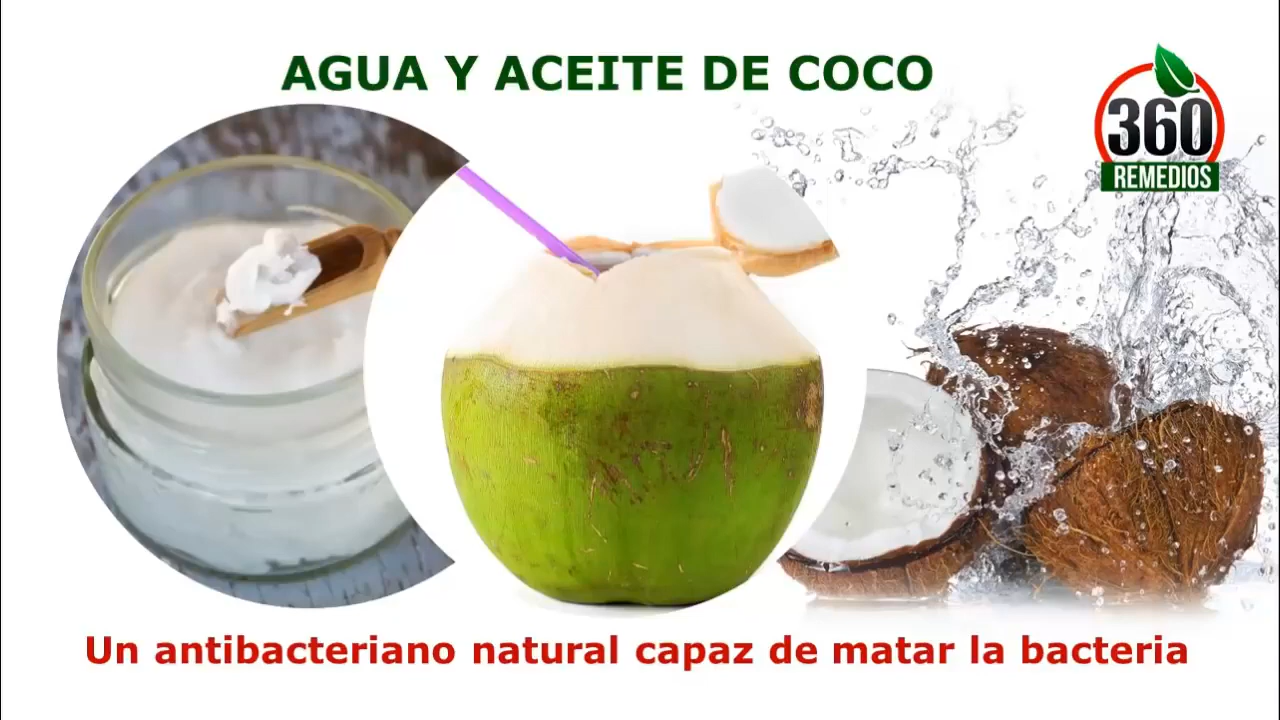 AGUA Y ACEITE DE COCO
360
REMEDIOS
Un antibacteriano natural capaz de matar la bacteria